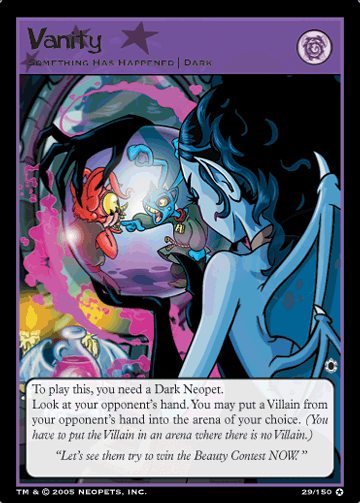 Vanity
Something Has Happened | Dark
To play this, you need a Dark Neopet.
Look at your opponent's hand. You may put a Villain from
your opponent's hand into the arena of your choice. (You
have to put the Villain in an arena where there is no Villain.)
"Let's see them try to win the Beauty Contest NOW!"
TM & © 2005 NEOPETS, INC.
29/150